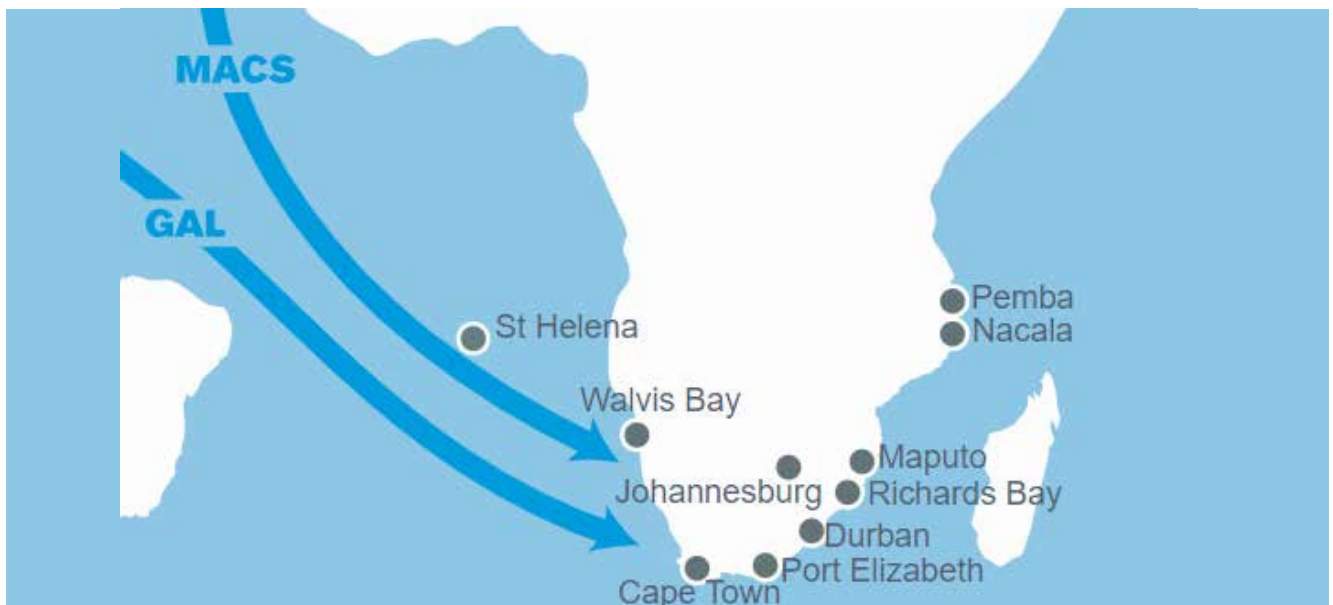 MACS
GAL
Pemba
St Helena
Nacala
Walvis Bay
Maputo
Johannesburg
Richards Bay
Durban
Port Elizabeth
Cape Town